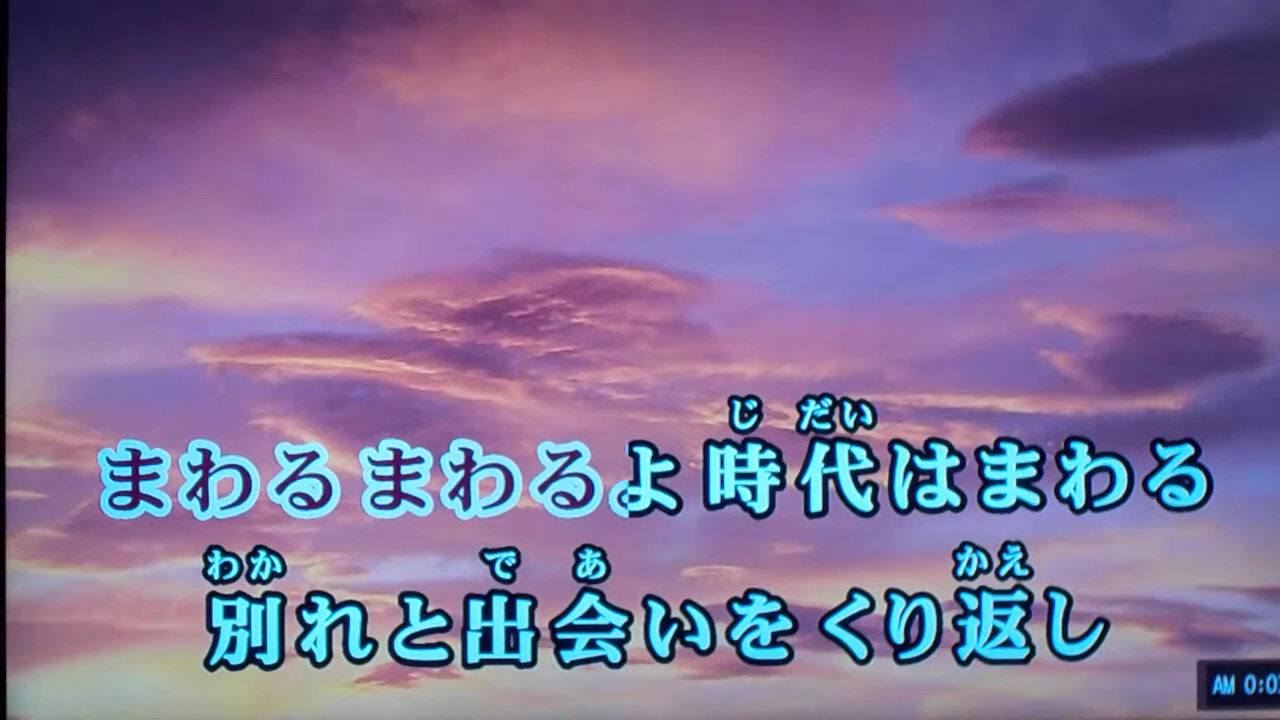 じ だい
まわる まわるよ 時代はまわる
わか で あ かえ
別れと出会いを くり返し
AM 0:0